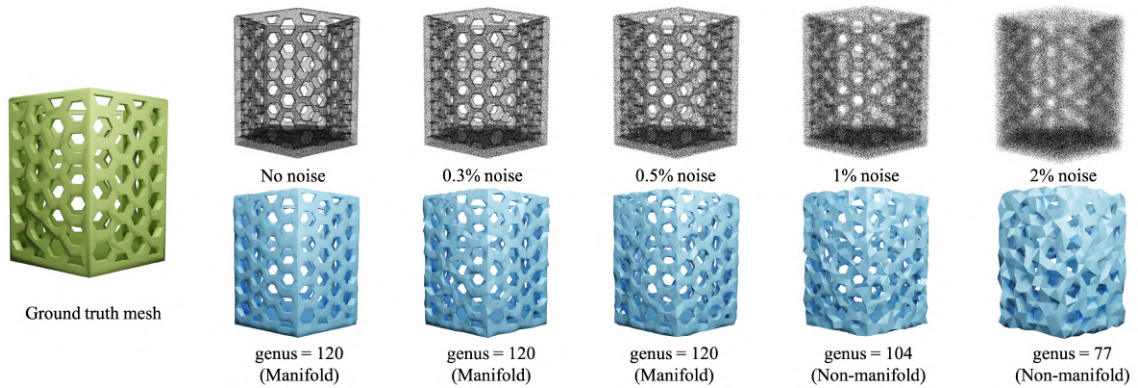 No noise
0.3% noise
0.5% noise
1% noise
2% noise
Ground truth mesh
genus = 120
(Manifold)
genus = 120
(Manifold)
genus = 120
(Manifold)
genus = 104
(Non-manifold)
genus = 77
(Non-manifold)